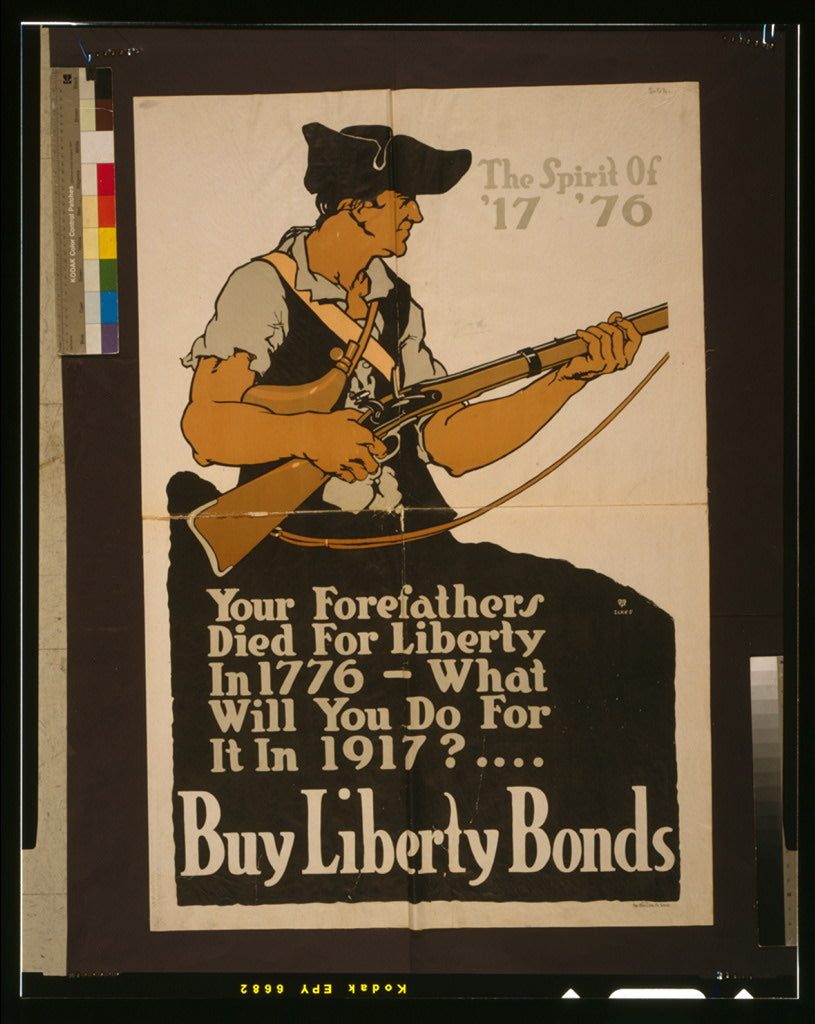 The Spirit Of
'17 '76
Your Forefathers
Died For Liberty
In 1776 – What
Will You Do For
It In 1917 ? ....
Buy Liberty Bonds
KODAK Color Control Patches
Kodak EPY 6682